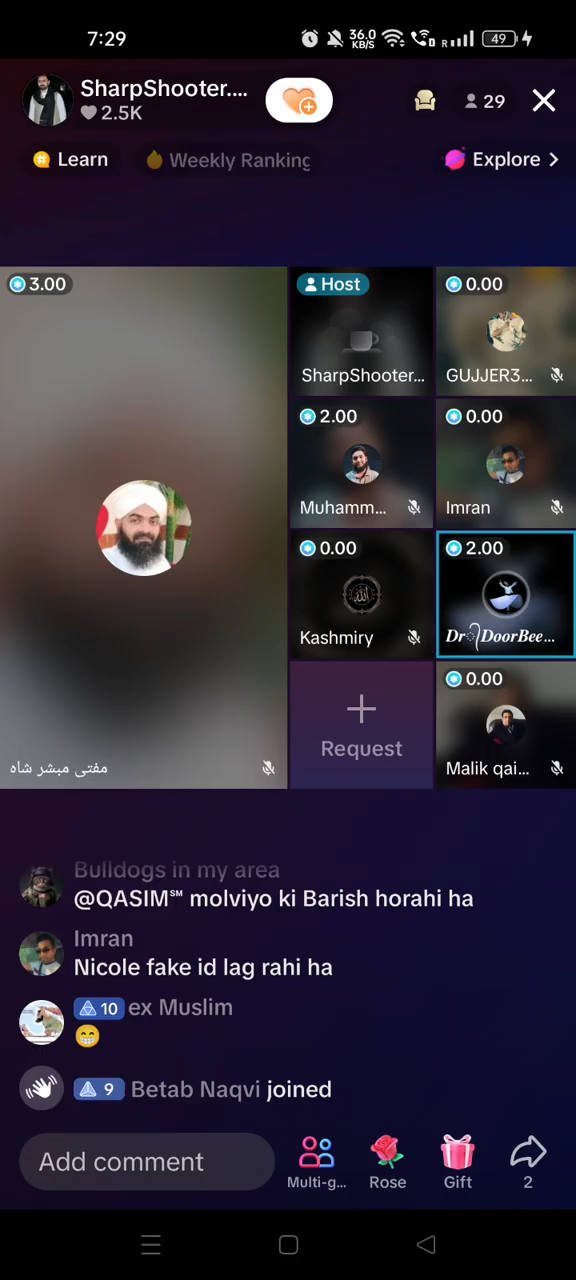 7:29
36.0
KB/S
R
49
SharpShooter....
2.5K
29
Learn
Weekly Ranking
Explore
3.00
Host
0.00
SharpShooter...
GUJJER3...
2.00
0.00
Muhamm...
Imran
0.00
2.00
الله
Kashmiry
DoorBee...
0.00
Request
Malik qai...
مفتی مبشر شاہ
Bulldogs in my area
@QASIM℠ molviyo ki Barish horahi ha
Imran
Nicole fake id lag rahi ha
10 ex Muslim
9 Betab Naqvi joined
Add comment
Multi-g...
Rose
Gift
2